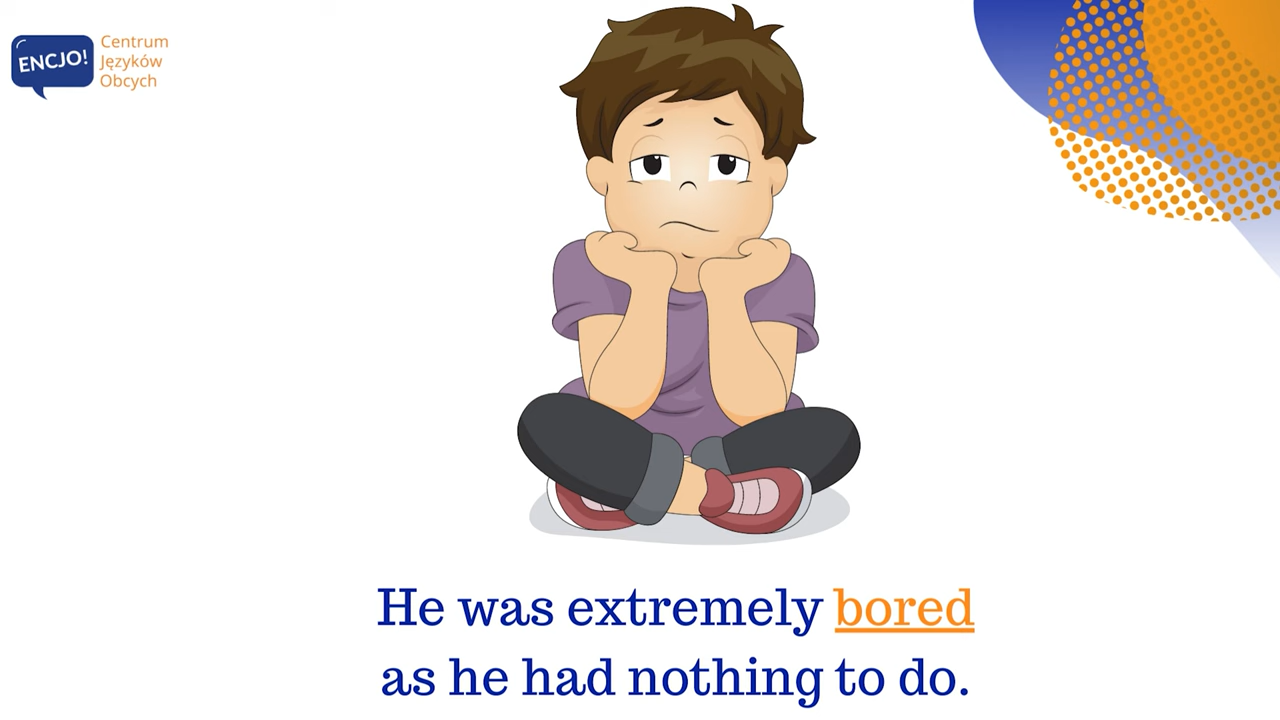 ENCJO!
Centrum
Języków
Obcych
He was extremely bored
as he had nothing to do.